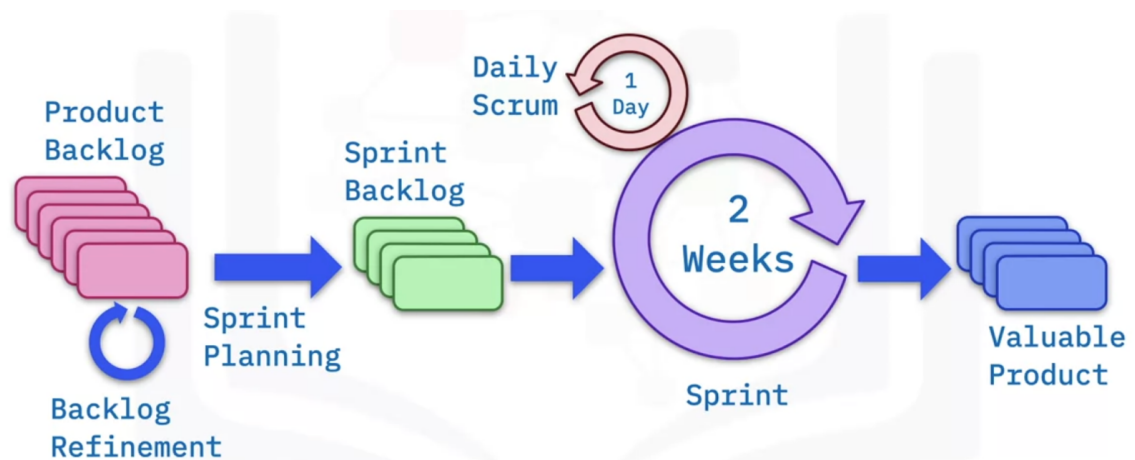 Product
Backlog
Backlog
Refinement
Sprint
Planning
Sprint
Backlog
Daily
Scrum
1
Day
2
Weeks
Sprint
Valuable
Product